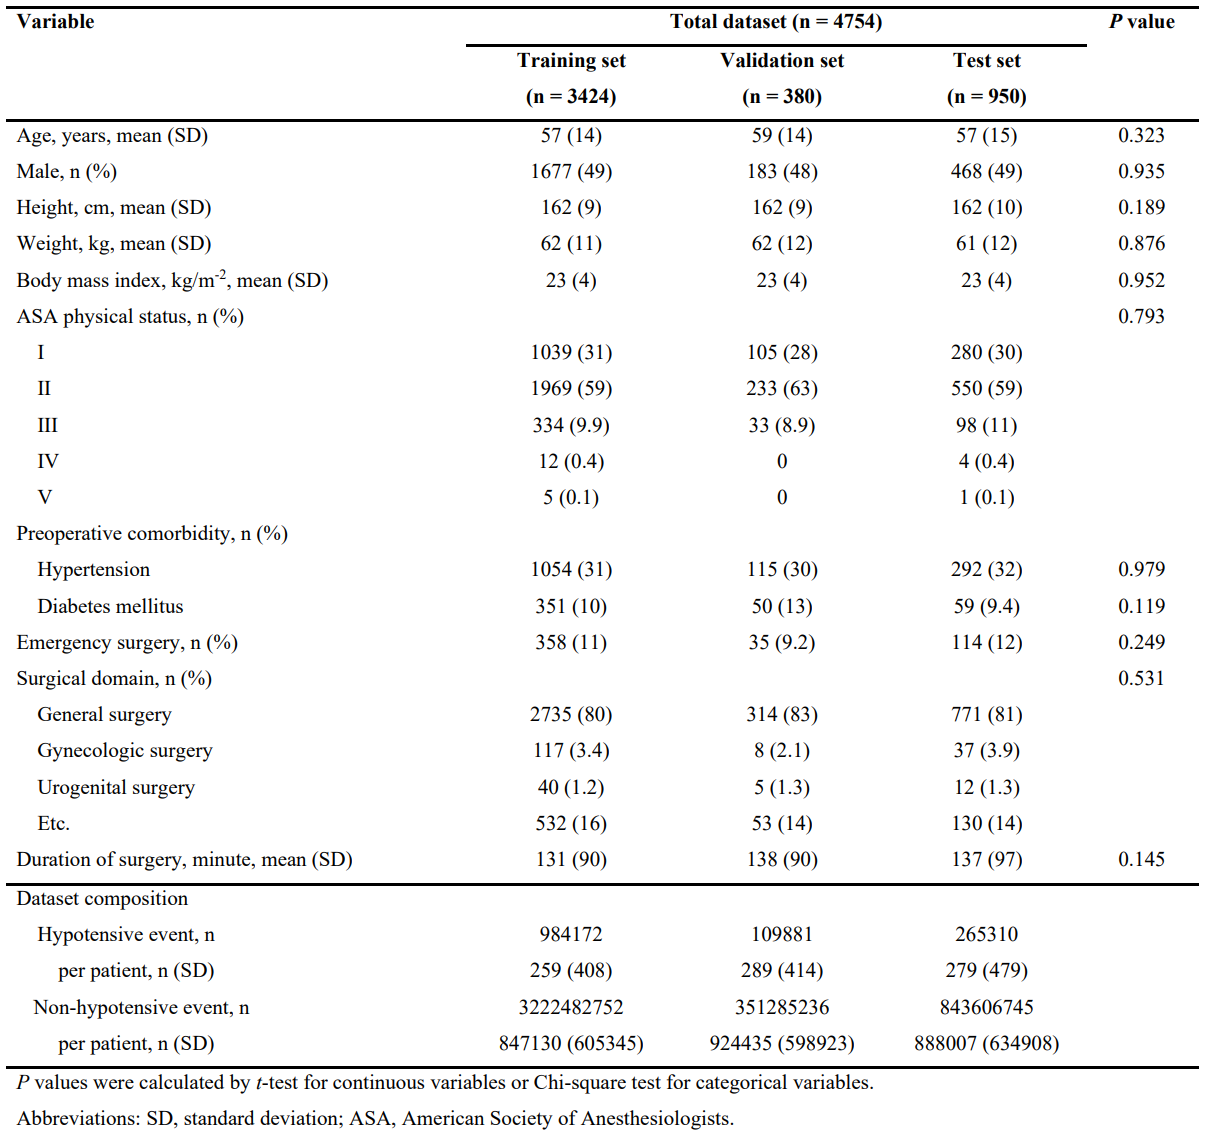 Variable Total dataset (n = 4754) P value
Training set Validation set Test set
(n = 3424) (n = 380) (n = 950)
Age, years, mean (SD) 57 (14) 59 (14) 57 (15) 0.323
Male, n (%) 1677 (49) 183 (48) 468 (49) 0.935
Height, cm, mean (SD) 162 (9) 162 (9) 162 (10) 0.189
Weight, kg, mean (SD) 62 (11) 62 (12) 61 (12) 0.876
Body mass index, kg/m-2, mean (SD) 23 (4) 23 (4) 23 (4) 0.952
ASA physical status, n (%) 0.793
I 1039 (31) 105 (28) 280 (30)
II 1969 (59) 233 (63) 550 (59)
III 334 (9.9) 33 (8.9) 98 (11)
IV 12 (0.4) 0 4 (0.4)
V 5 (0.1) 0 1 (0.1)
Preoperative comorbidity, n (%)
Hypertension 1054 (31) 115 (30) 292 (32) 0.979
Diabetes mellitus 351 (10) 50 (13) 59 (9.4) 0.119
Emergency surgery, n (%) 358 (11) 35 (9.2) 114 (12) 0.249
Surgical domain, n (%) 0.531
General surgery 2735 (80) 314 (83) 771 (81)
Gynecologic surgery 117 (3.4) 8 (2.1) 37 (3.9)
Urogenital surgery 40 (1.2) 5 (1.3) 12 (1.3)
Etc. 532 (16) 53 (14) 130 (14)
Duration of surgery, minute, mean (SD) 131 (90) 138 (90) 137 (97) 0.145
Dataset composition
Hypotensive event, n 984172 109881 265310
per patient, n (SD) 259 (408) 289 (414) 279 (479)
Non-hypotensive event, n 3222482752 351285236 843606745
per patient, n (SD) 847130 (605345) 924435 (598923) 888007 (634908)
P values were calculated by t-test for continuous variables or Chi-square test for categorical variables.
Abbreviations: SD, standard deviation; ASA, American Society of Anesthesiologists.